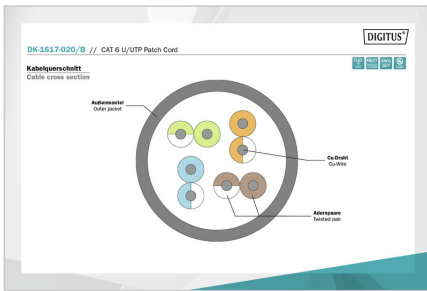 DIGITUS®
DK-1617-020/B // CAT 6 U/UTP Patch Cord
Kabelquerschnitt
Cable cross section
Außenmantel
Outer jacket
Cu-Draht
Cu-Wire
Adernpaare
Twisted pair